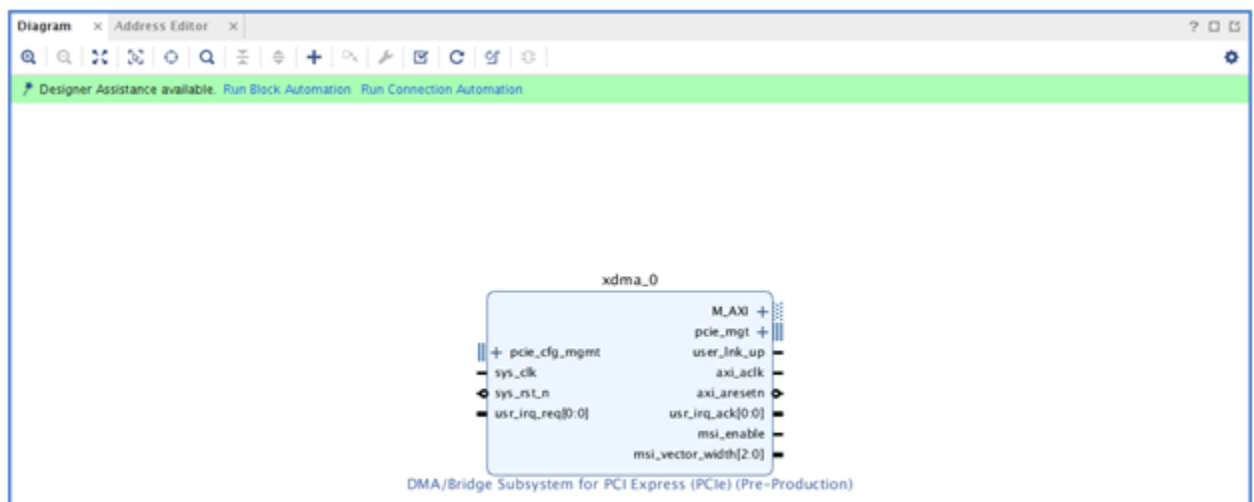 Diagram × Address Editor ×
Designer Assistance available. Run Block Automation Run Connection Automation
xdma_0
M_AXI
pcie_mgt
pcie_cfg_mgmt user_lnk_up
sys_clk axi_aclk
sys_rst_n axi_aresetn
usr_irq_req[0:0] usr_irq_ack[0:0]
msi_enable
msi_vector_width[2:0]
DMA/Bridge Subsystem for PCI Express (PCIe) (Pre-Production)